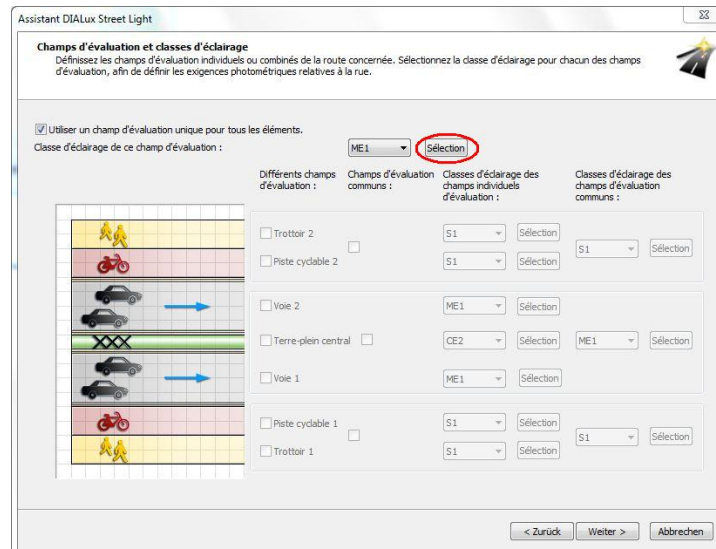 Assistant DIALux Street Light
Champs d'évaluation et classes d'éclairage
Définissez les champs d'évaluation individuels ou combinés de la route concernée. Sélectionnez la classe d'éclairage pour chacun des champs
d'évaluation, afin de définir les exigences photométriques relatives à la rue.
Utiliser un champ d'évaluation unique pour tous les éléments.
Classe d'éclairage de ce champ d'évaluation :
ME1
Sélection
Différents champs d'évaluation :
Champs d'évaluation communs :
Classes d'éclairage des champs individuels d'évaluation :
Classes d'éclairage des champs d'évaluation communs :
Trottoir 2
S1
Sélection
Piste cyclable 2
S1
Sélection
S1
Sélection
Voie 2
ME1
Sélection
Terre-plein central
CE2
Sélection
ME1
Sélection
Voie 1
ME1
Sélection
Piste cyclable 1
S1
Sélection
Trottoir 1
S1
Sélection
S1
Sélection
XXX
< Zurück
Weiter >
Abbrechen